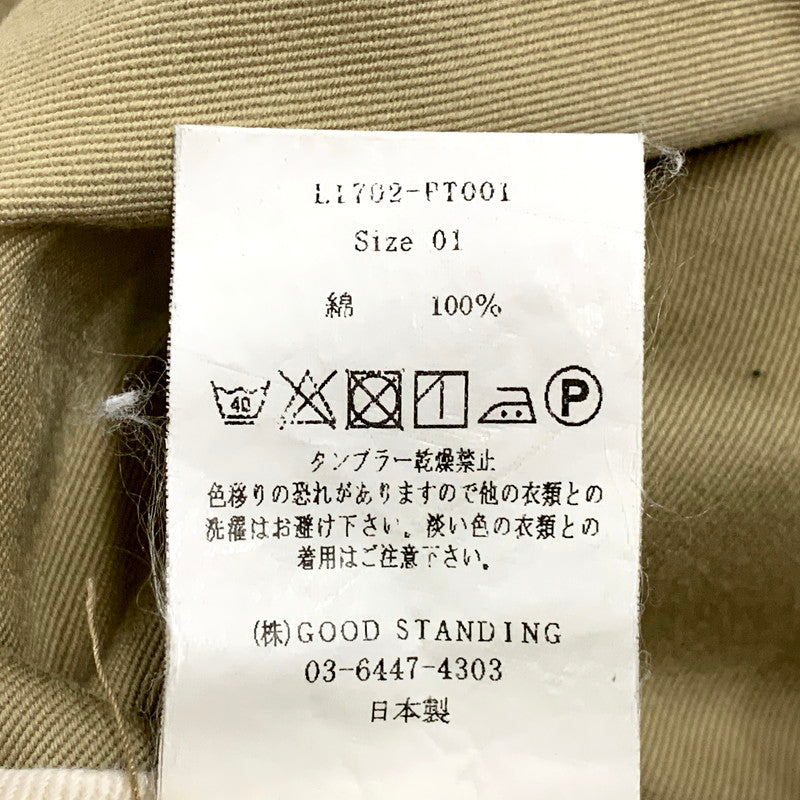 L1702-PT001
Size 01
綿 100%
40 P
タンブラー乾燥禁止
色移りの恐れがありますので他の衣類との
洗濯はお避け下さい。淡い色の衣類との
着用はご注意下さい。
(株)GOOD STANDING
03-6447-4303
日本製